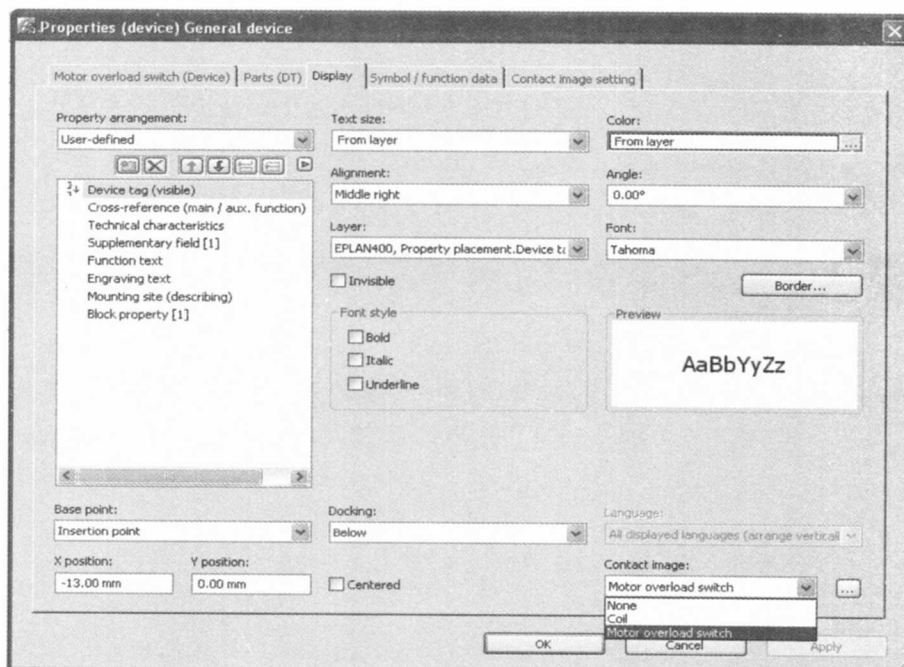 Properties (device) General device
Motor overload switch (Device)
Parts (DT)
Display
Symbol / function data
Contact image setting
Property arrangement:
User-defined
Device tag (visible)
Cross-reference (main / aux. function)
Technical characteristics
Supplementary field [1]
Function text
Engraving text
Mounting site (describing)
Block property [1]
Text size:
From layer
Alignment:
Middle right
Layer:
EPLAN400, Property placement.Device ta
Invisible
Font style
Bold
Italic
Underline
Color:
From layer
...
Angle:
0.00°
Font:
Tahoma
Border...
Preview
AaBbYyZz
Base point:
Insertion point
X position:
-13.00 mm
Y position:
0.00 mm
Docking:
Below
Centered
Language:
All displayed languages (arrange vertical
Contact image:
Motor overload switch
...
None
Coil
Motor overload switch
OK
Cancel
Apply